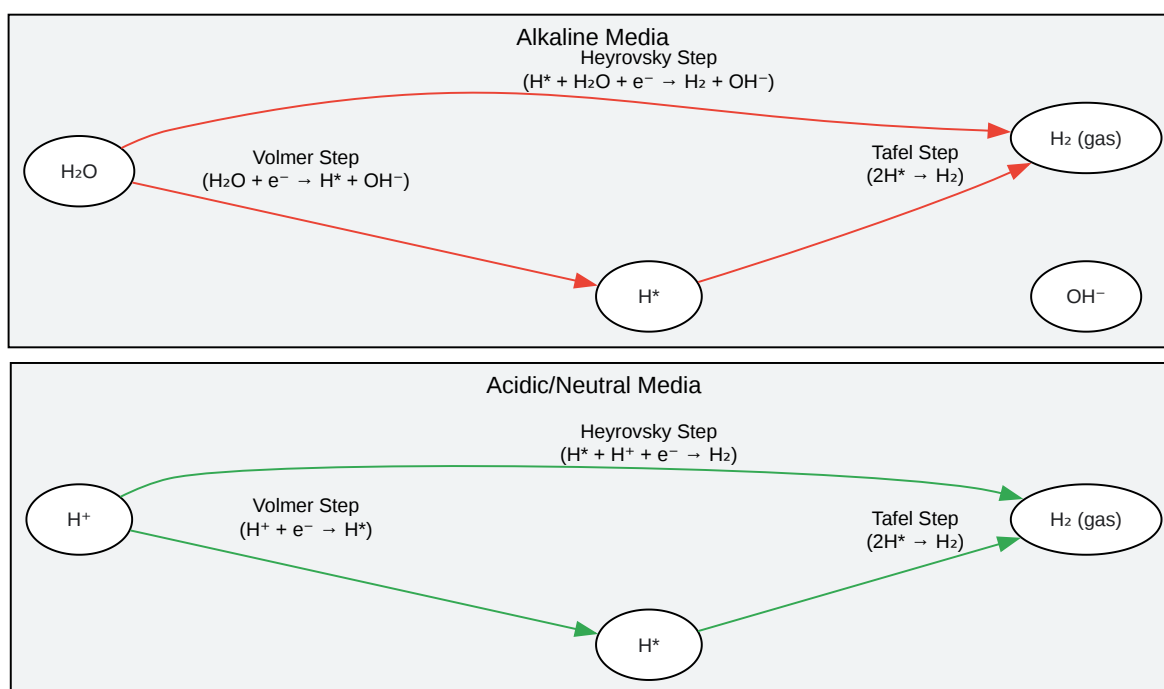 Alkaline Media
Heyrovsky Step
(H* + H₂O + e⁻ → H₂ + OH⁻)
H₂O
Volmer Step
(H₂O + e⁻ → H* + OH⁻)
Tafel Step
(2H* → H₂)
H₂ (gas)
H*
OH⁻
Acidic/Neutral Media
Heyrovsky Step
(H* + H⁺ + e⁻ → H₂)
H⁺
Volmer Step
(H⁺ + e⁻ → H*)
Tafel Step
(2H* → H₂)
H₂ (gas)
H*